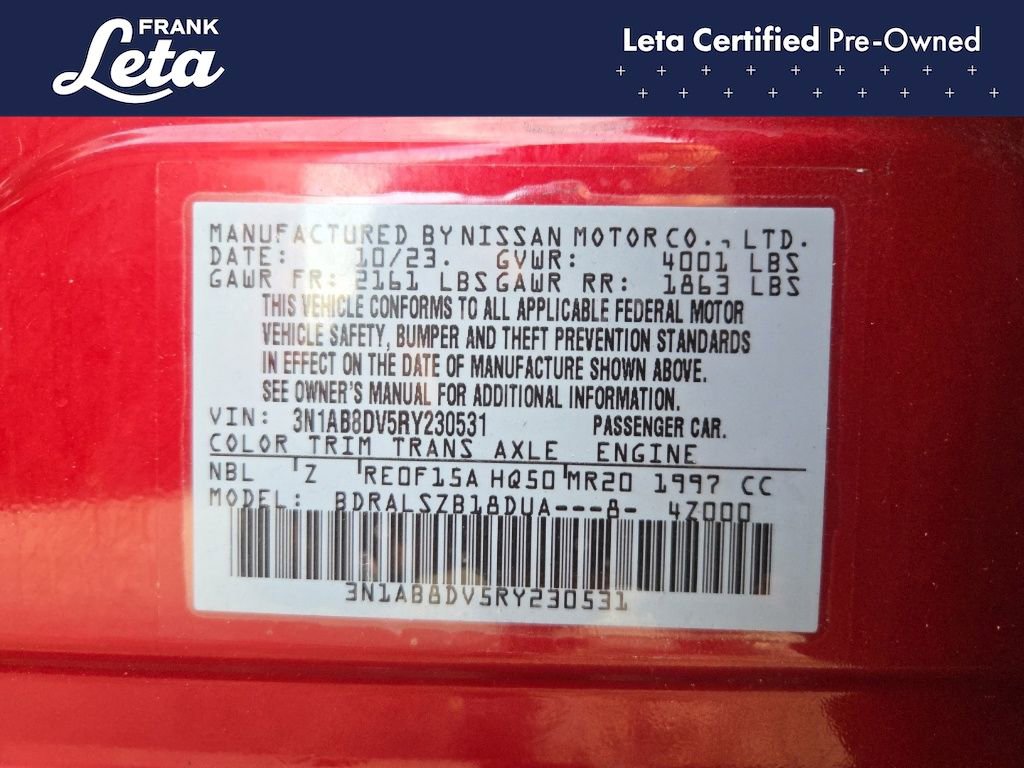 FRANK
Leta
Leta Certified Pre-Owned
MANUFACTURED BY NISSAN MOTOR CO., LTD.
DATE: 10/23. GVWR: 4001 LBS
GAWR FR: 2161 LBS GAWR RR: 1863 LBS
THIS VEHICLE CONFORMS TO ALL APPLICABLE FEDERAL MOTOR
VEHICLE SAFETY, BUMPER AND THEFT PREVENTION STANDARDS
IN EFFECT ON THE DATE OF MANUFACTURE SHOWN ABOVE.
SEE OWNER'S MANUAL FOR ADDITIONAL INFORMATION.
VIN: 3N1AB8DV5RY230531 PASSENGER CAR.
COLOR TRIM TRANS AXLE ENGINE
NBL Z RE0F15A HQ50 MR20 1997 CC
MODEL: BDRALSZB18DUA---8- 4Z000
3N1AB8DV5RY230531